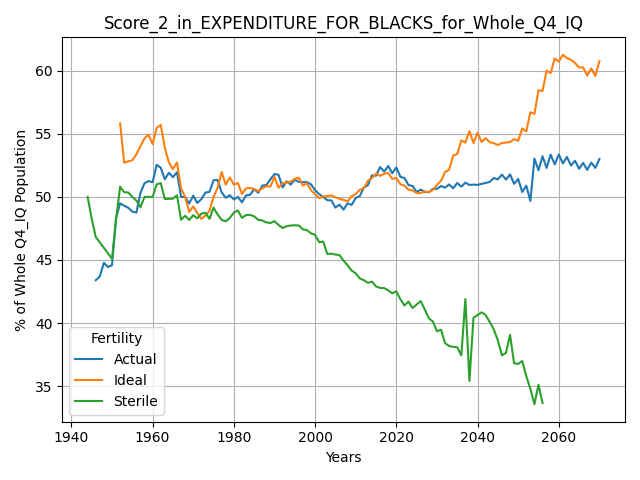 Score_2_in_EXPENDITURE_FOR_BLACKS_for_Whole_Q4_IQ
% of Whole Q4_IQ Population
60
55
50
45
40
35
Fertility
Actual
Ideal
Sterile
1940 1960 1980 2000 2020 2040 2060
Years